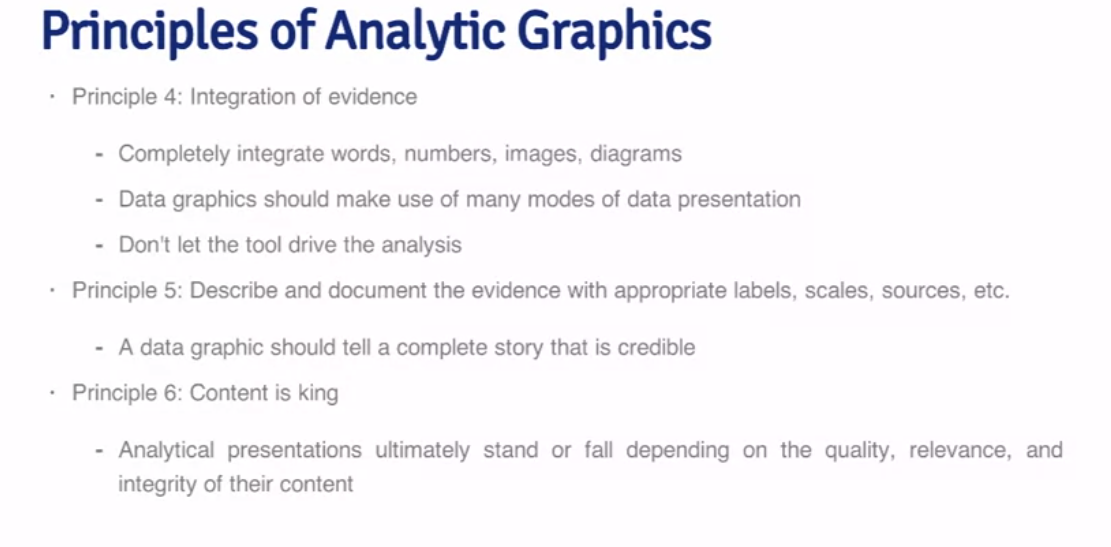 Principles of Analytic Graphics
· Principle 4: Integration of evidence
- Completely integrate words, numbers, images, diagrams
- Data graphics should make use of many modes of data presentation
- Don't let the tool drive the analysis
· Principle 5: Describe and document the evidence with appropriate labels, scales, sources, etc.
- A data graphic should tell a complete story that is credible
· Principle 6: Content is king
- Analytical presentations ultimately stand or fall depending on the quality, relevance, and
integrity of their content